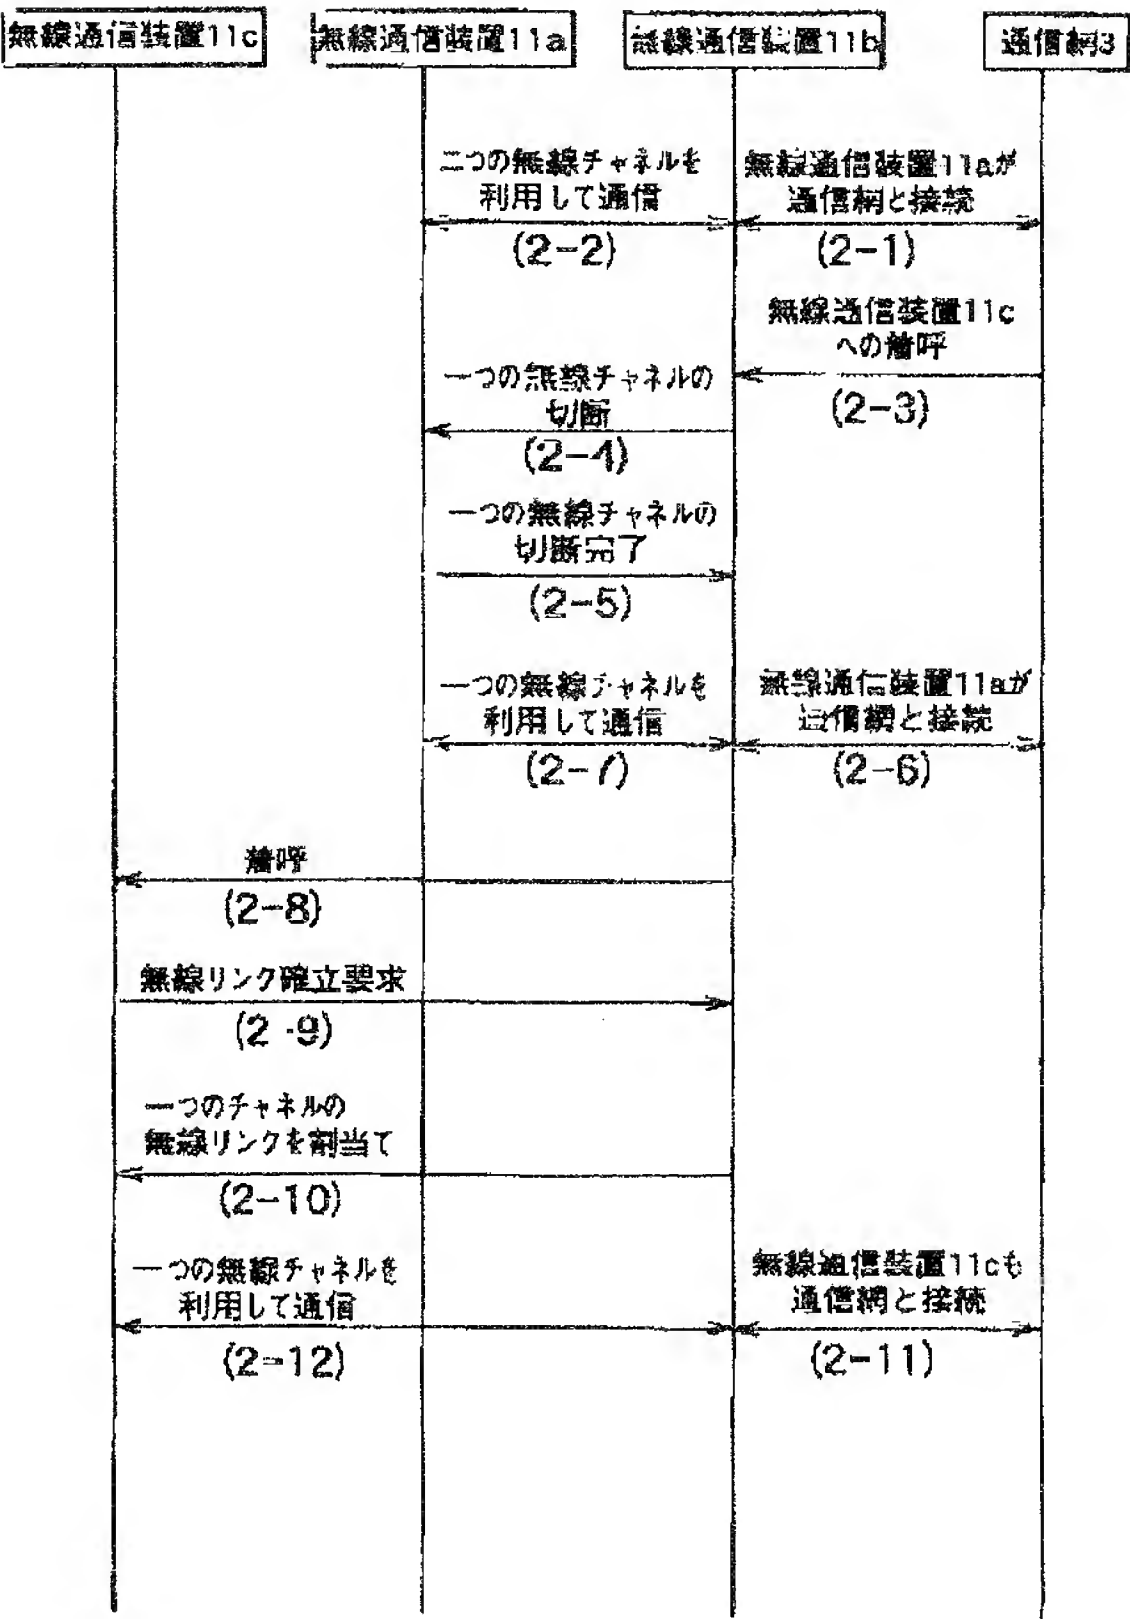 無線通信装置11c
無線通信装置11a
無線通信装置11b
通信網3
二つの無線チャネルを
利用して通信
(2-2)
無線通信装置11aが
通信網と接続
(2-1)
無線通信装置11c
への着呼
(2-3)
一つの無線チャネルの
切断
(2-4)
一つの無線チャネルの
切断完了
(2-5)
一つの無線チャネルを
利用して通信
(2-7)
無線通信装置11aが
通信網と接続
(2-6)
着呼
(2-8)
無線リンク確立要求
(2-9)
一つのチャネルの
無線リンクを割当て
(2-10)
一つの無線チャネルを
利用して通信
(2-12)
無線通信装置11cも
通信網と接続
(2-11)